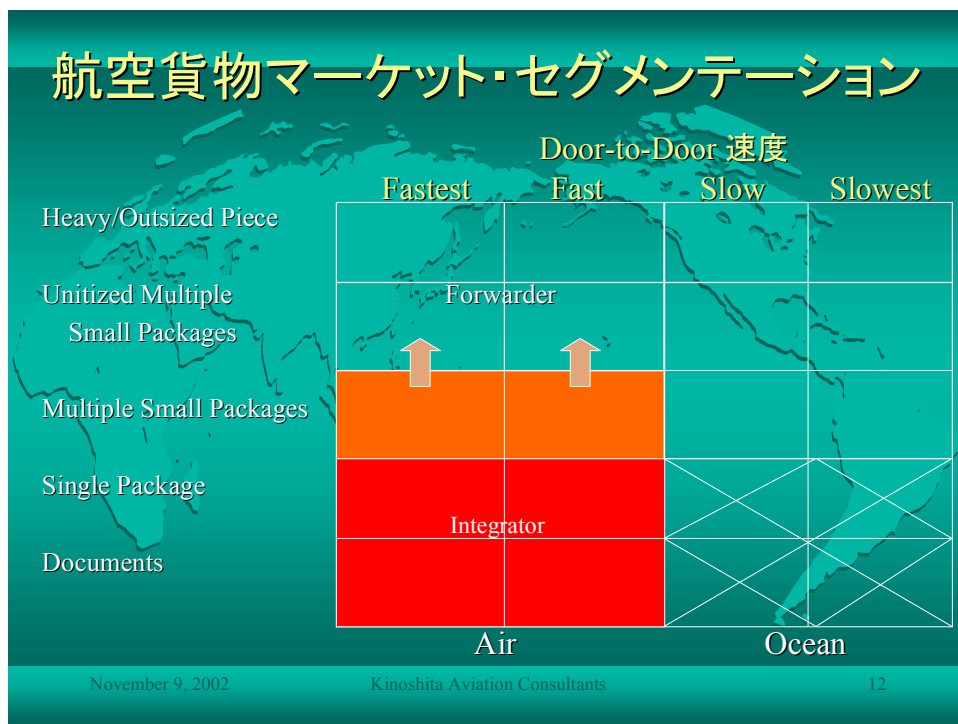 航空貨物マーケット・セグメンテーション
Door-to-Door 速度
Fastest Fast Slow Slowest
Heavy/Outsized Piece
Unitized Multiple
Small Packages
Forwarder
Multiple Small Packages
Single Package
Integrator
Documents
Air Ocean
November 9, 2002 Kinoshita Aviation Consultants 12